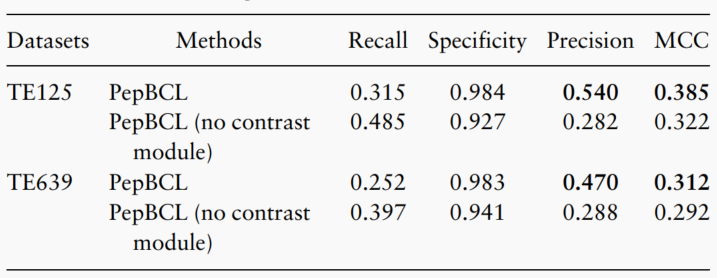 Datasets Methods Recall Specificity Precision MCC
TE125 PepBCL 0.315 0.984 0.540 0.385
PepBCL (no contrast 0.485 0.927 0.282 0.322
module)
TE639 PepBCL 0.252 0.983 0.470 0.312
PepBCL (no contrast 0.397 0.941 0.288 0.292
module)